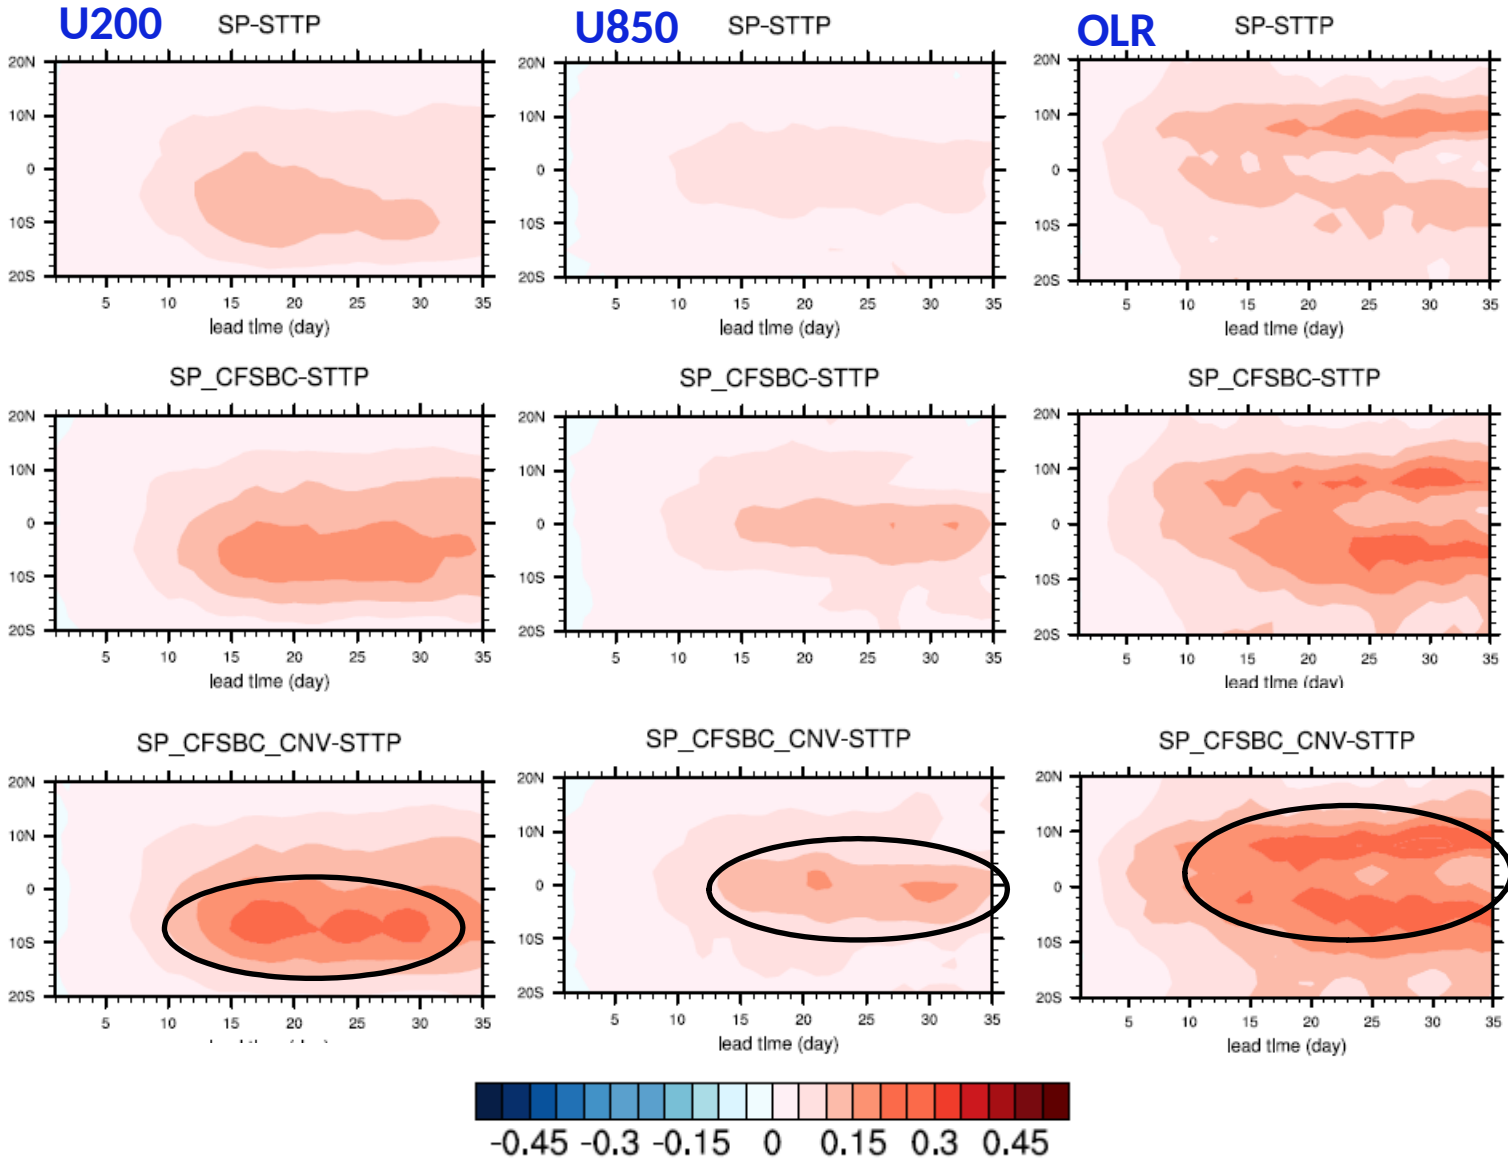 U200 SP-STTP U850 SP-STTP OLR SP-STTP
20N 20N 20N
10N 10N 10N
0 0 0
10S 10S 10S
20S 20S 20S
5 10 15 20 25 30 35 5 10 15 20 25 30 35 5 10 15 20 25 30 35
lead time (day) lead time (day) lead time (day)
SP_CFSBC-STTP SP_CFSBC-STTP SP_CFSBC-STTP
20N 20N 20N
10N 10N 10N
0 0 0
10S 10S 10S
20S 20S 20S
5 10 15 20 25 30 35 5 10 15 20 25 30 35 5 10 15 20 25 30 35
lead time (day) lead time (day) lead time (day)
SP_CFSBC_CNV-STTP SP_CFSBC_CNV-STTP SP_CFSBC_CNV-STTP
20N 20N 20N
10N 10N 10N
0 0 0
10S 10S 10S
20S 20S 20S
5 10 15 20 25 30 35 5 10 15 20 25 30 35 5 10 15 20 25 30 35
lead time (day) lead time (day)
-0.45 -0.3 -0.15 0 0.15 0.3 0.45